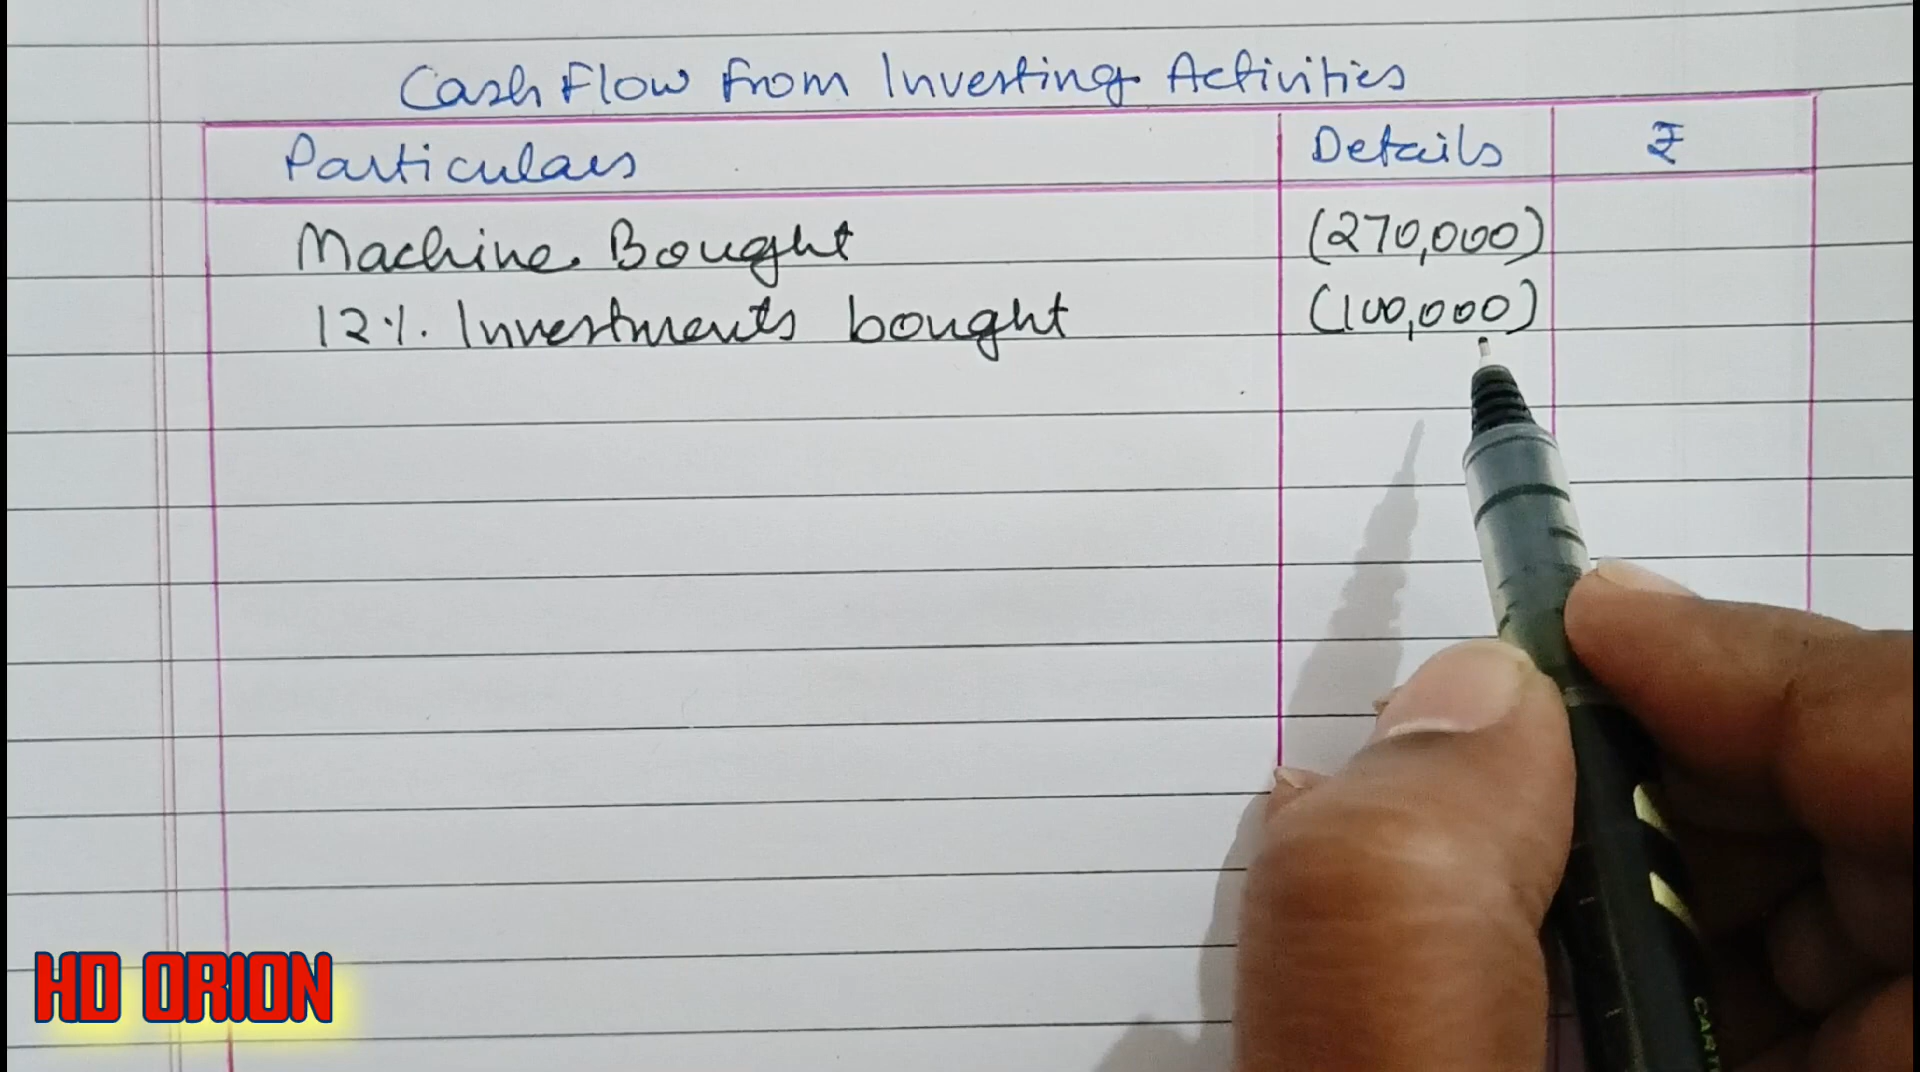 Cash Flow from Investing Activities
Particulars Details ₹
Machine Bought (270,000)
12%. Investments bought (100,000)
HD ORION